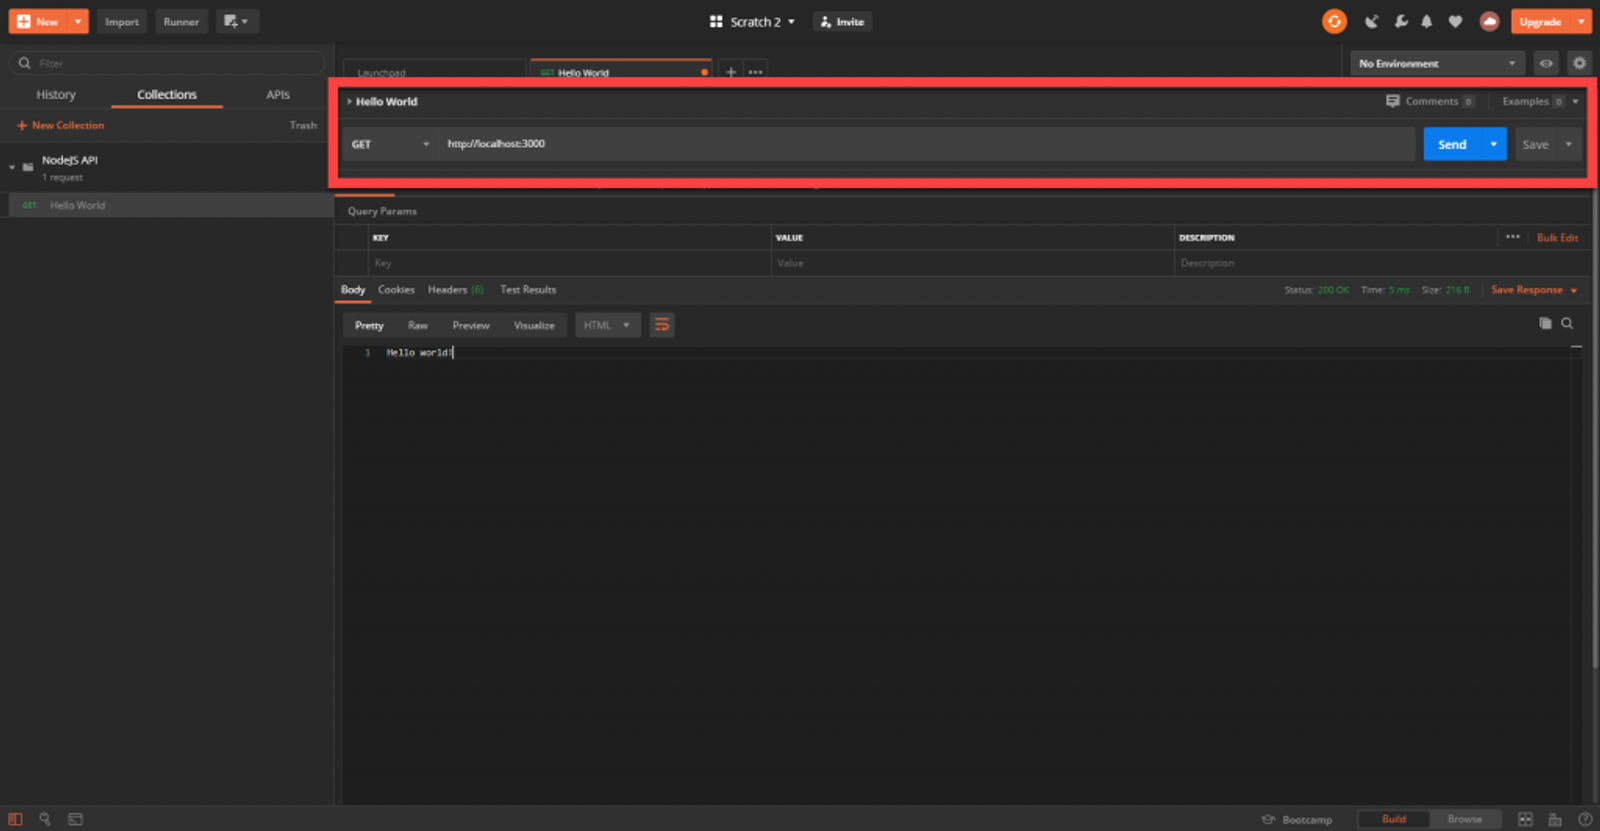 New Import Runner Scratch 2 Invite Upgrade
Filter Launchpad GET Hello World No Environment
History Collections APIs
Hello World Comments 0 Examples 0
+ New Collection Trash
GET http://localhost:3000 Send Save
NodeJS API
1 request
GET Hello World
Query Params
KEY VALUE DESCRIPTION Bulk Edit
Key Value Description
Body Cookies Headers (6) Test Results Status: 200 OK Time: 5 ms Size: 216 B Save Response
Pretty Raw Preview Visualize HTML
1 Hello world!
Bootcamp Build Browse